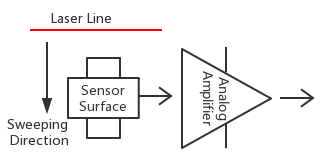 Laser Line
Sensor
Surface
Analog
Amplifier
Sweeping
Direction